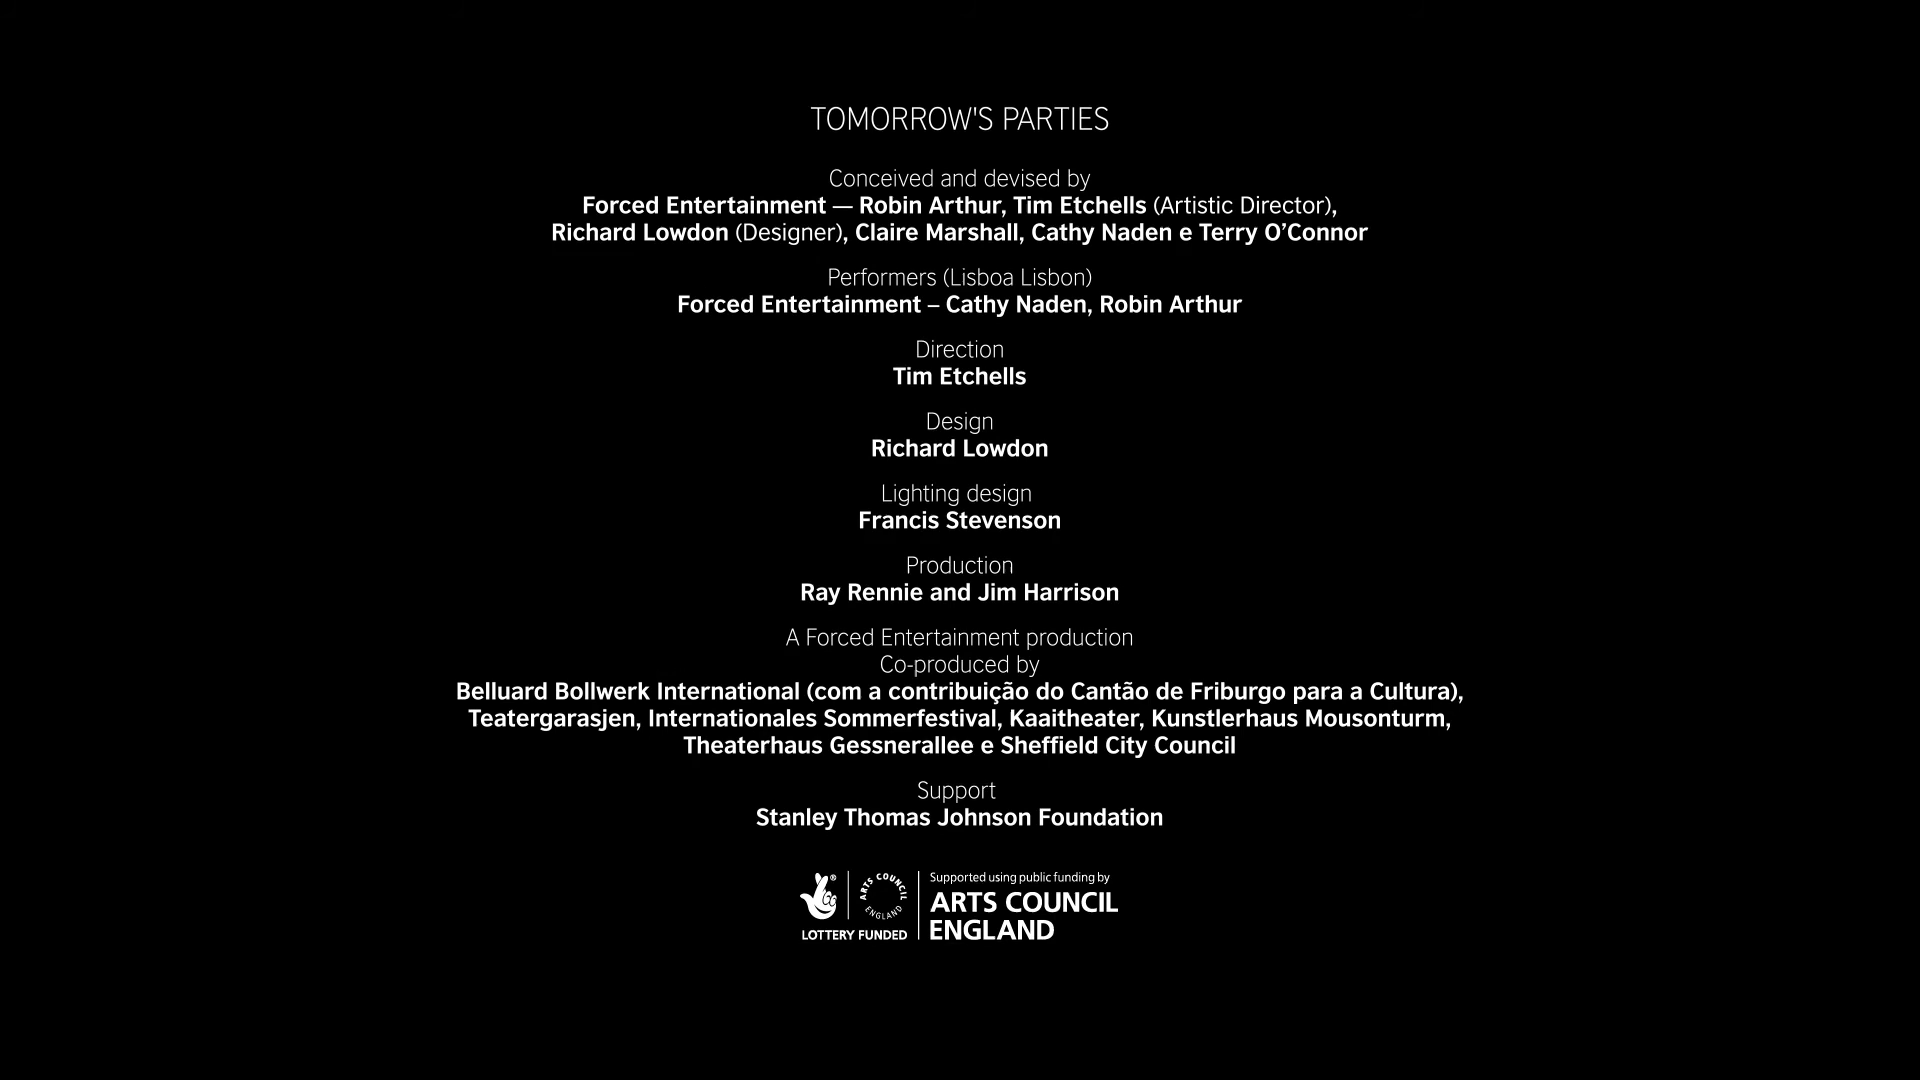 TOMORROW'S PARTIES
Conceived and devised by
Forced Entertainment — Robin Arthur, Tim Etchells (Artistic Director),
Richard Lowdon (Designer), Claire Marshall, Cathy Naden e Terry O’Connor
Performers (Lisboa Lisbon)
Forced Entertainment – Cathy Naden, Robin Arthur
Direction
Tim Etchells
Design
Richard Lowdon
Lighting design
Francis Stevenson
Production
Ray Rennie and Jim Harrison
A Forced Entertainment production
Co-produced by
Belluard Bollwerk International (com a contribuição do Cantão de Friburgo para a Cultura),
Teatergarasjen, Internationales Sommerfestival, Kaaitheater, Kunstlerhaus Mousonturm,
Theaterhaus Gessnerallee e Sheffield City Council
Support
Stanley Thomas Johnson Foundation
®
LOTTERY FUNDED
ARTS COUNCIL
ENGLAND
Supported using public funding by
ARTS COUNCIL
ENGLAND